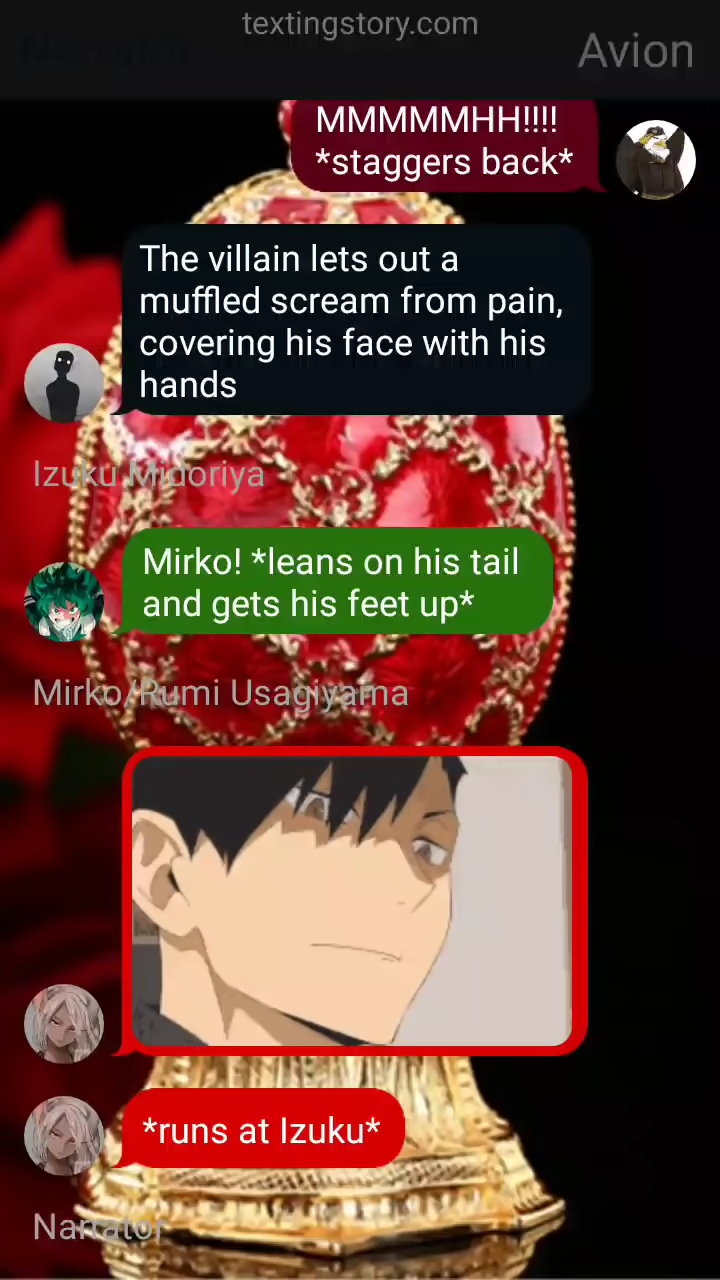 textingstory.com
Narrator
Avion
MMMMMHH!!!!
*staggers back*
The villain lets out a
muffled scream from pain,
covering his face with his
hands
Izuku Midoriya
Mirko! *leans on his tail
and gets his feet up*
Mirko/Rumi Usagiyama
*runs at Izuku*
Narrator